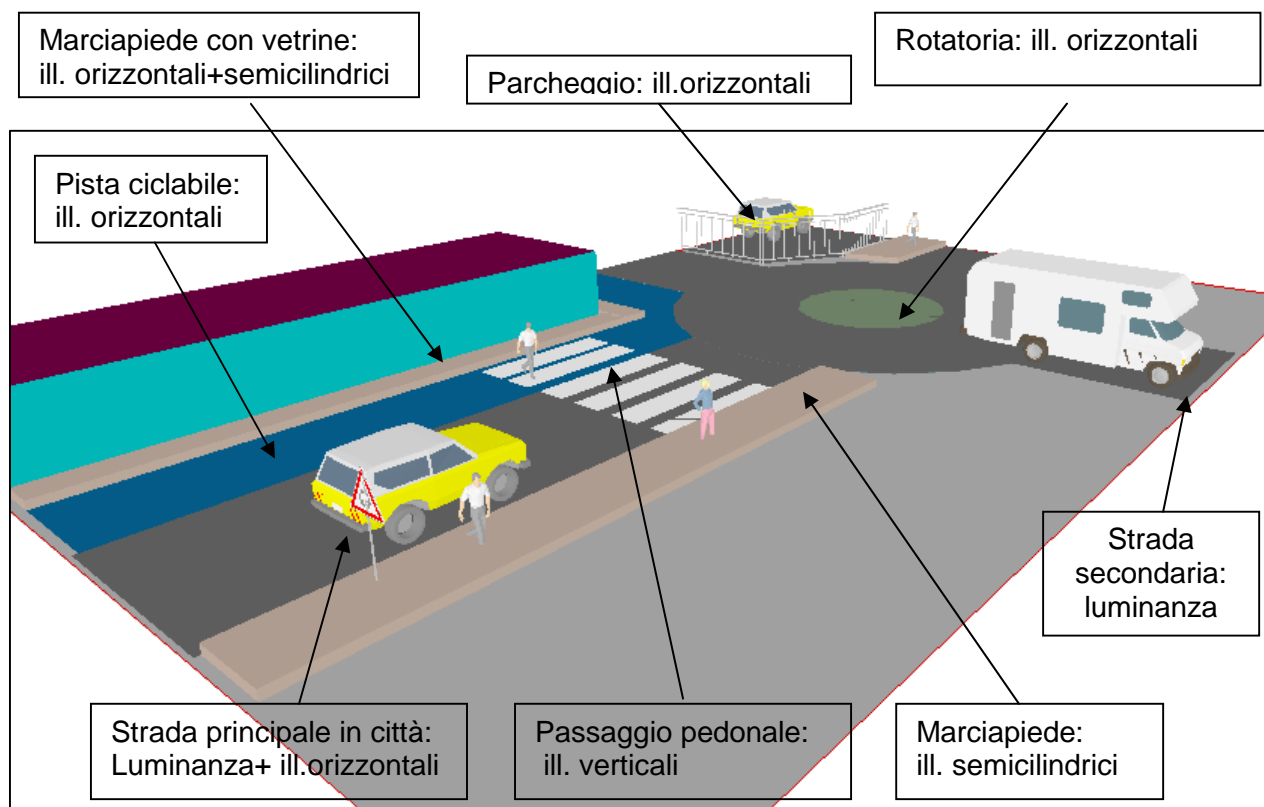 Marciapiede con vetrine:
ill. orizzontali+semicilindrici
Parcheggio: ill.orizzontali
Rotatoria: ill. orizzontali
Pista ciclabile:
ill. orizzontali
Strada
secondaria:
luminanza
Strada principale in città:
Luminanza+ ill.orizzontali
Passaggio pedonale:
ill. verticali
Marciapiede:
ill. semicilindrici